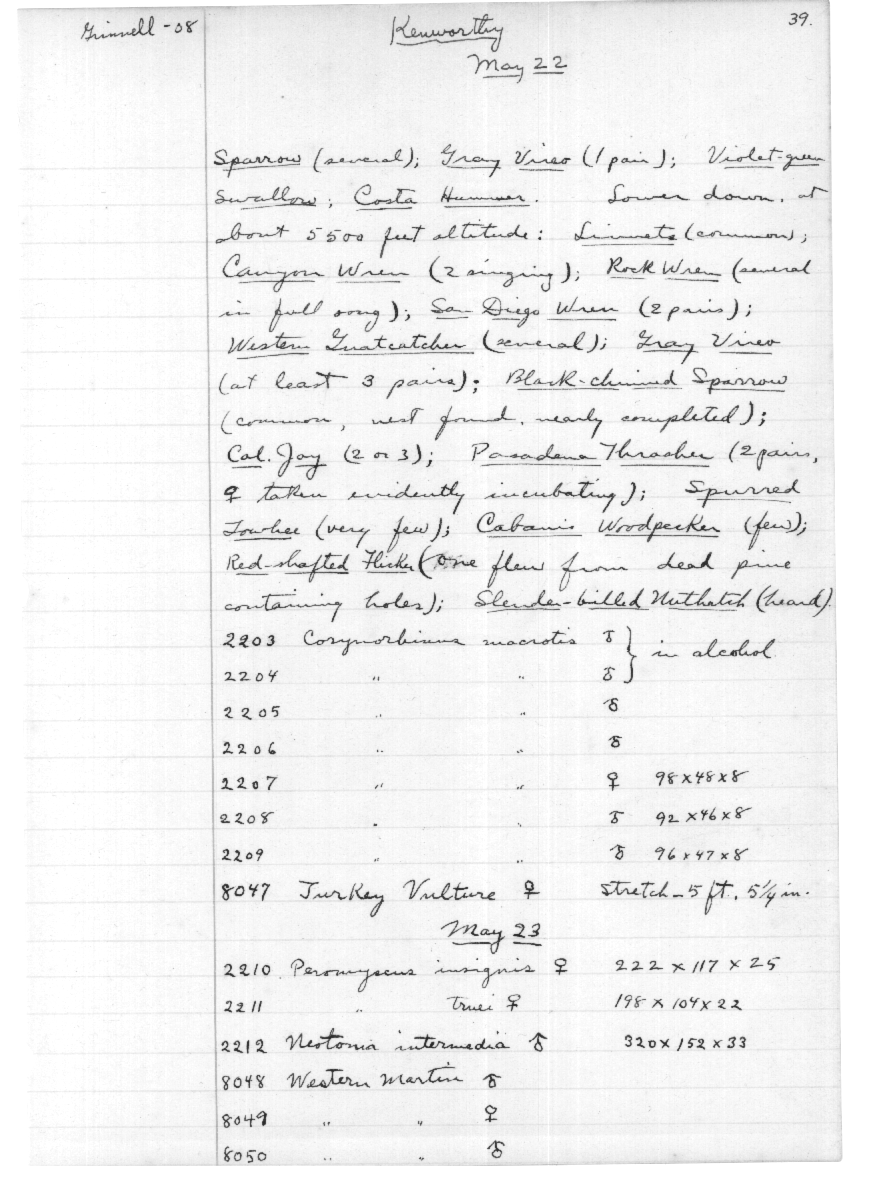 Grinnell - 08
Kenworthy
39.
May 22
Sparrow (several); Gray Vireo (1 pair); Violet-green
Swallow; Costa Hummer. Lower down, at
about 5500 feet altitude: Linnets (common);
Canyon Wren (2 singing); Rock Wren (several
in full song); San Diego Wren (2 pairs);
Western Gnatcatcher (several); Gray Vireo
(at least 3 pairs); Black-chinned Sparrow
(common, nest found, nearly completed);
Cal. Jay (2 or 3); Pasadena Thrasher (2 pairs,
♀ taken evidently incubating); Spurred
Towhee (very few); Cabanis Woodpecker (few);
Red-shafted Flicker (one flew from dead pine
containing holes); Slender-billed Nuthatch (heard).
2203 Corynorhinus macrotis ♂ } in alcohol
2204 " " ♂
2205 " " ♂
2206 " " ♂
2207 " " ♀ 98 x 48 x 8
2208 " " ♂ 92 x 46 x 8
2209 " " ♂ 96 x 47 x 8
8047 Turkey Vulture ♀ stretch - 5 ft. 5 1/4 in.
May 23
2210 Peromyscus insignis ♀ 222 x 117 x 25
2211 " truei ♀ 198 x 104 x 22
2212 Neotoma intermedia ♂ 320 x 152 x 33
8048 Western Martin ♂
8049 " " ♀
8050 " " ♂